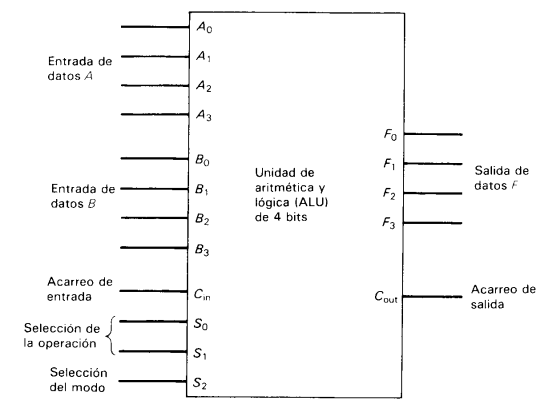 Entrada de
datos A
A0
A1
A2
A3
Entrada de
datos B
B0
B1
B2
B3
Acarreo de
entrada
Cin
Selección de
la operación
S0
S1
Selección
del modo
S2
Unidad de
aritmética y
lógica (ALU)
de 4 bits
F0
F1
F2
F3
Salida de
datos F
Cout
Acarreo de
salida